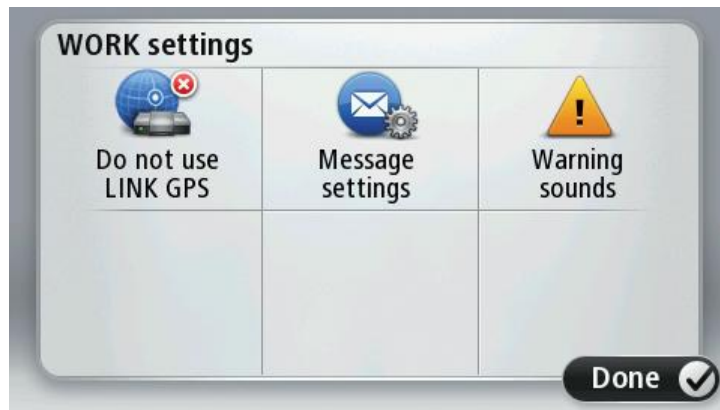 WORK settings
Do not use
LINK GPS
Message
settings
Warning
sounds
Done